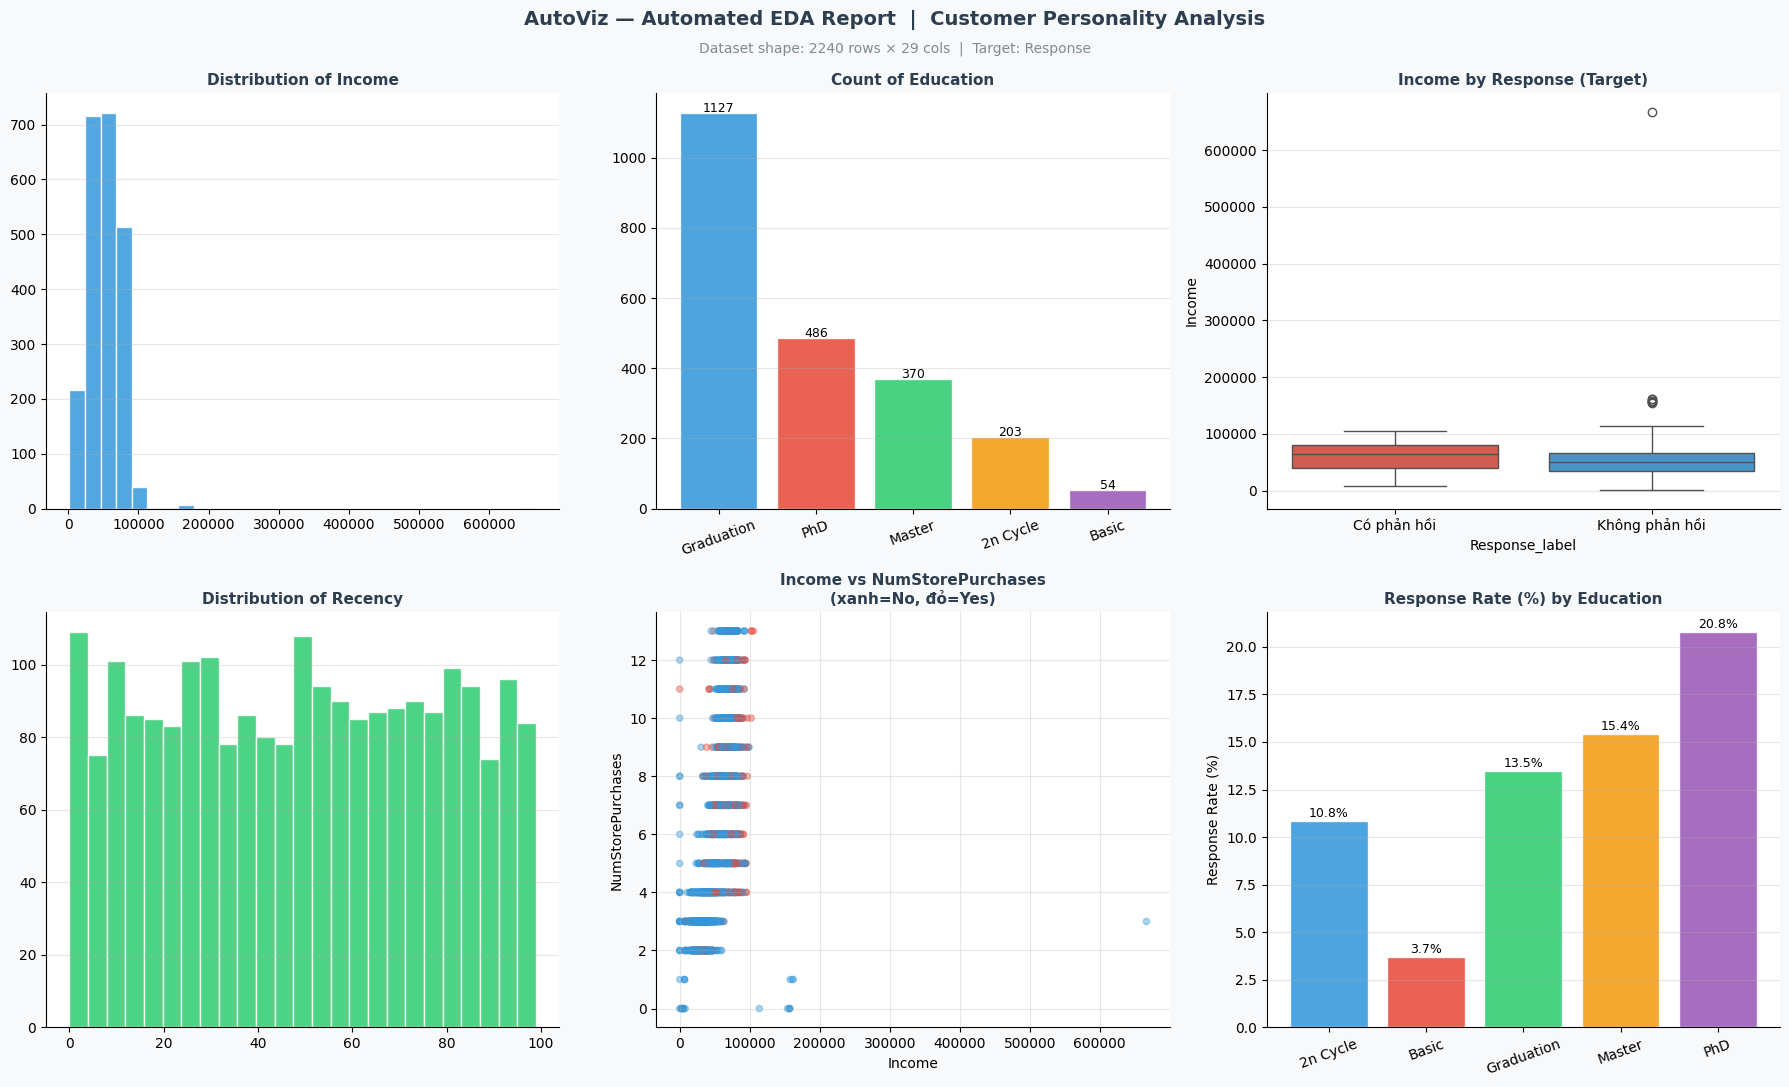 AutoViz — Automated EDA Report  |  Customer Personality Analysis
Dataset shape: 2240 rows × 29 cols  |  Target: Response
Distribution of Income
700
600
500
400
300
200
100
0
0 100000 200000 300000 400000 500000 600000
Count of Education
1127
486
370
203
54
1000
800
600
400
200
0
Graduation PhD Master 2n Cycle Basic
Income by Response (Target)
Income
600000
500000
400000
300000
200000
100000
0
Có phản hồi Không phản hồi
Response_label
Distribution of Recency
100
80
60
40
20
0
0 20 40 60 80 100
Income vs NumStorePurchases
(xanh=No, đỏ=Yes)
NumStorePurchases
12
10
8
6
4
2
0
0 100000 200000 300000 400000 500000 600000
Income
Response Rate (%) by Education
Response Rate (%)
20.0
17.5
15.0
12.5
10.0
7.5
5.0
2.5
0.0
10.8%
3.7%
13.5%
15.4%
20.8%
2n Cycle Basic Graduation Master PhD